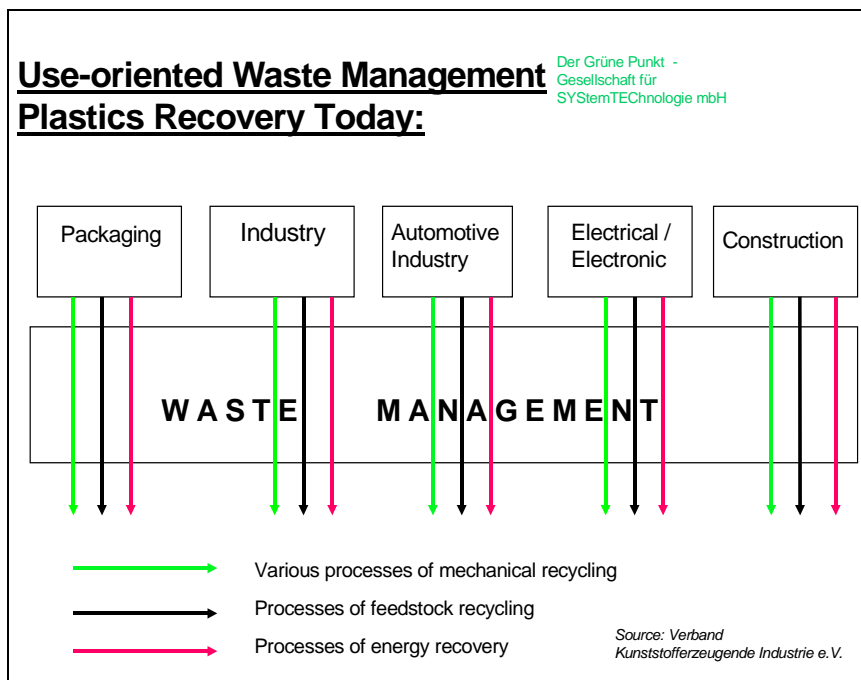 Use-oriented Waste Management
Plastics Recovery Today:
Der Grüne Punkt -
Gesellschaft für
SYStemTEChnologie mbH
Packaging
Industry
Automotive
Industry
Electrical /
Electronic
Construction
WASTE MANAGEMENT
Various processes of mechanical recycling
Processes of feedstock recycling
Processes of energy recovery
Source: Verband
Kunststofferzeugende Industrie e.V.